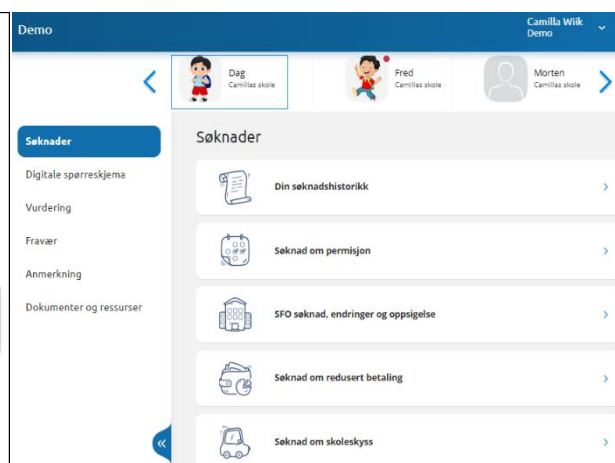 Demo
Camilla Wiik
Demo
Dag
Camillas skole
Fred
Camillas skole
Morten
Camillas skole
Søknader
Digitale spørreskjema
Vurdering
Fravær
Anmerkning
Dokumenter og ressurser
Søknader
Din søknadshistorikk
Søknad om permisjon
SFO søknad, endringer og oppsigelse
Søknad om redusert betaling
Søknad om skoleskyss